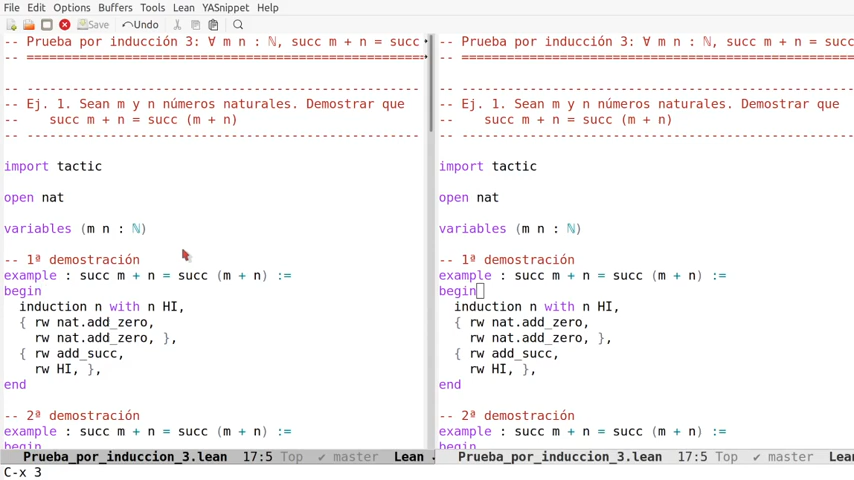 File Edit Options Buffers Tools Lean YASnippet Help
Save Undo
-- Prueba por inducción 3: ∀ m n : ℕ, succ m + n = succ
-- =====================================================
-- ----------------------------------------------------
-- Ej. 1. Sean m y n números naturales. Demostrar que
--    succ m + n = succ (m + n)
-- ----------------------------------------------------
import tactic
open nat
variables (m n : ℕ)
-- 1ª demostración
example : succ m + n = succ (m + n) :=
begin
  induction n with n HI,
  { rw nat.add_zero,
    rw nat.add_zero, },
  { rw add_succ,
    rw HI, },
end
-- 2ª demostración
example : succ m + n = succ (m + n) :=
begin
Prueba_por_induccion_3.lean 17:5 Top ✔ master Lean
-- Prueba por inducción 3: ∀ m n : ℕ, succ
-- ====================================================
-- ----------------------------------------------------
-- Ej. 1. Sean m y n números naturales. Demostrar que
--    succ m + n = succ (m + n)
-- ----------------------------------------------------
import tactic
open nat
variables (m n : ℕ)
-- 1ª demostración
example : succ m + n = succ (m + n) :=
begin
  induction n with n HI,
  { rw nat.add_zero,
    rw nat.add_zero, },
  { rw add_succ,
    rw HI, },
end
-- 2ª demostración
example : succ m + n = succ (m + n) :=
begin
Prueba_por_induccion_3.lean 17:5 Top ✔ master Lean
C-x 3